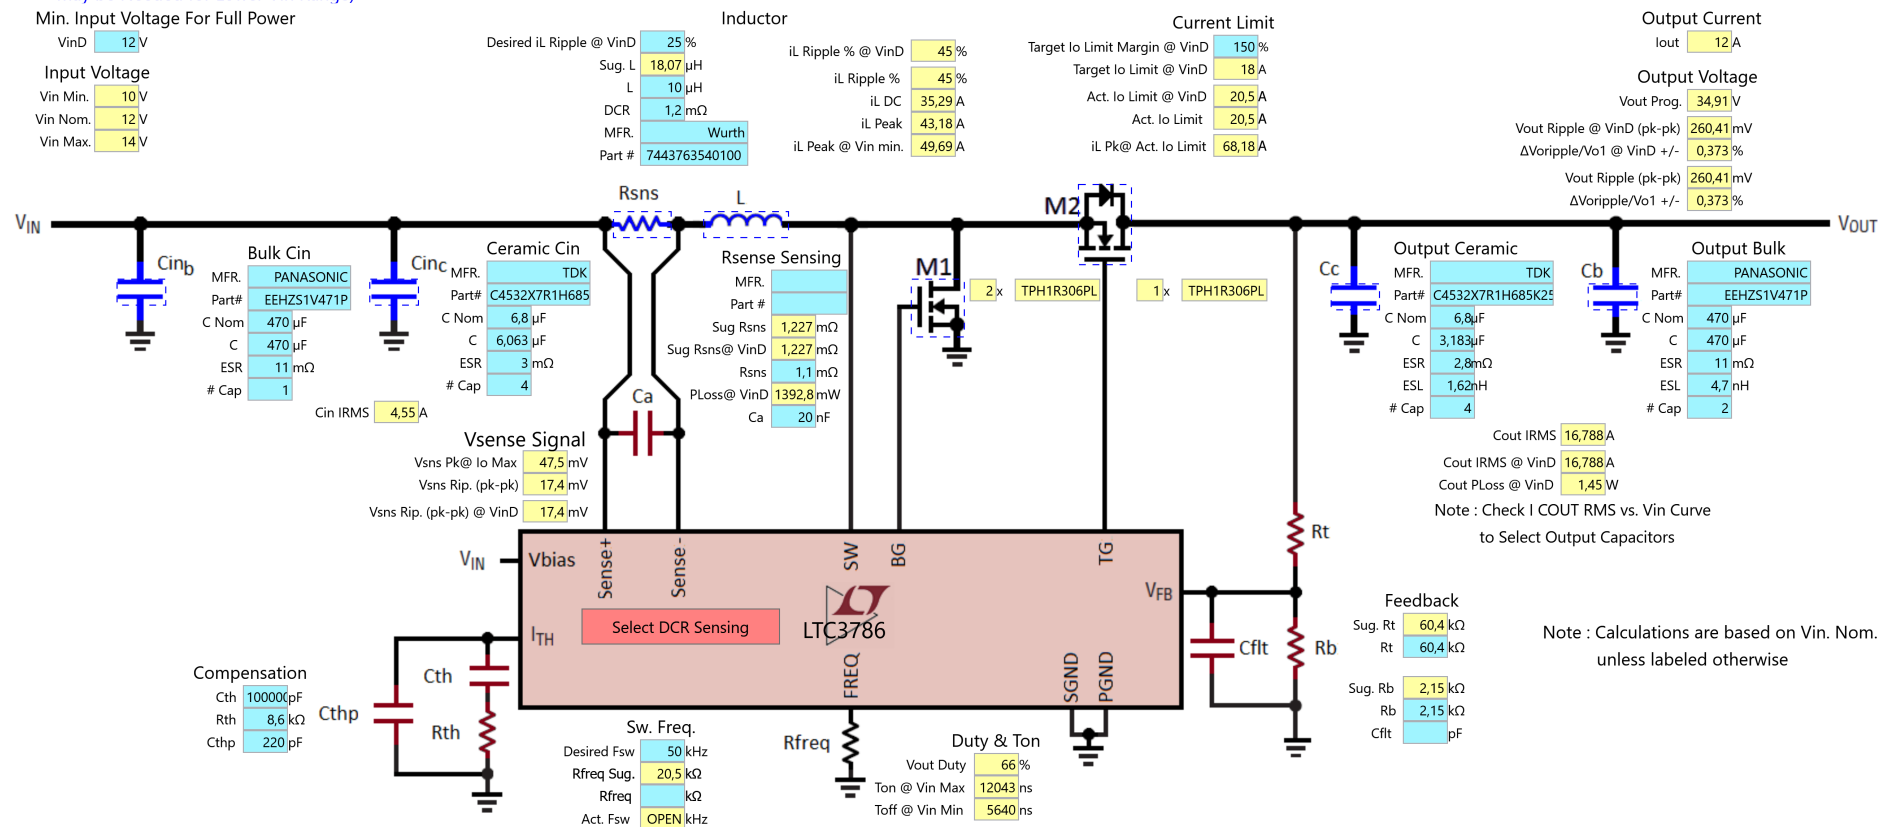 Min. Input Voltage For Full Power
VinD 12 V
Input Voltage
Vin Min. 10 V
Vin Nom. 12 V
Vin Max. 14 V
Inductor
Desired iL Ripple @ VinD 25 %
Sug. L 18,07 µH
L 10 µH
DCR 1,2 mΩ
MFR. Wurth
Part # 7443763540100
iL Ripple % @ VinD 45 %
iL Ripple % 45 %
iL DC 35,29 A
iL Peak 43,18 A
iL Peak @ Vin min. 49,69 A
Current Limit
Target Io Limit Margin @ VinD 150 %
Target Io Limit @ VinD 18 A
Act. Io Limit @ VinD 20,5 A
Act. Io Limit 20,5 A
iL Pk@ Act. Io Limit 68,18 A
Output Current
Iout 12 A
Output Voltage
Vout Prog. 34,91 V
Vout Ripple @ VinD (pk-pk) 260,41 mV
ΔVoripple/Vo1 @ VinD +/- 0,373 %
Vout Ripple (pk-pk) 260,41 mV
ΔVoripple/Vo1 +/- 0,373 %
VIN
Rsns
L
M2
VOUT
Cinb
Bulk Cin
MFR. PANASONIC
Part# EEHZS1V471P
C Nom 470 µF
C 470 µF
ESR 11 mΩ
# Cap 1
Cin IRMS 4,55 A
Cinc
Ceramic Cin
MFR. TDK
Part# C4532X7R1H685
C Nom 6,8 µF
C 6,063 µF
ESR 3 mΩ
# Cap 4
Ca
Rsense Sensing
MFR.
Part #
Sug Rsns 1,227 mΩ
Sug Rsns@ VinD 1,227 mΩ
Rsns 1,1 mΩ
PLoss@ VinD 1392,8 mW
Ca 20 nF
M1
2 x TPH1R306PL
1 x TPH1R306PL
Cc
Output Ceramic
MFR. TDK
Part# C4532X7R1H685K25
C Nom 6,8 µF
C 3,183 µF
ESR 2,8 mΩ
ESL 1,62 nH
# Cap 4
Cb
Output Bulk
MFR. PANASONIC
Part# EEHZS1V471P
C Nom 470 µF
C 470 µF
ESR 11 mΩ
ESL 4,7 nH
# Cap 2
Cout IRMS 16,788 A
Cout IRMS @ VinD 16,788 A
Cout PLoss @ VinD 1,45 W
Note : Check I COUT RMS vs. Vin Curve
to Select Output Capacitors
Vsense Signal
Vsns Pk@ Io Max 47,5 mV
Vsns Rip. (pk-pk) 17,4 mV
Vsns Rip. (pk-pk) @ VinD 17,4 mV
VIN
Vbias
Sense+
Sense-
SW
BG
TG
VFB
ITH
Select DCR Sensing
LTC3786
FREQ
SGND
PGND
Rt
Rb
Cflt
Feedback
Sug. Rt 60,4 kΩ
Rt 60,4 kΩ
Sug. Rb 2,15 kΩ
Rb 2,15 kΩ
Cflt pF
Note : Calculations are based on Vin. Nom.
unless labeled otherwise
Compensation
Cth 100000 pF
Rth 8,6 kΩ
Cthp 220 pF
Cthp
Cth
Rth
Sw. Freq.
Desired Fsw 50 kHz
Rfreq Sug. 20,5 kΩ
Rfreq kΩ
Act. Fsw OPEN kHz
Rfreq
Duty & Ton
Vout Duty 66 %
Ton @ Vin Max 12043 ns
Toff @ Vin Min 5640 ns